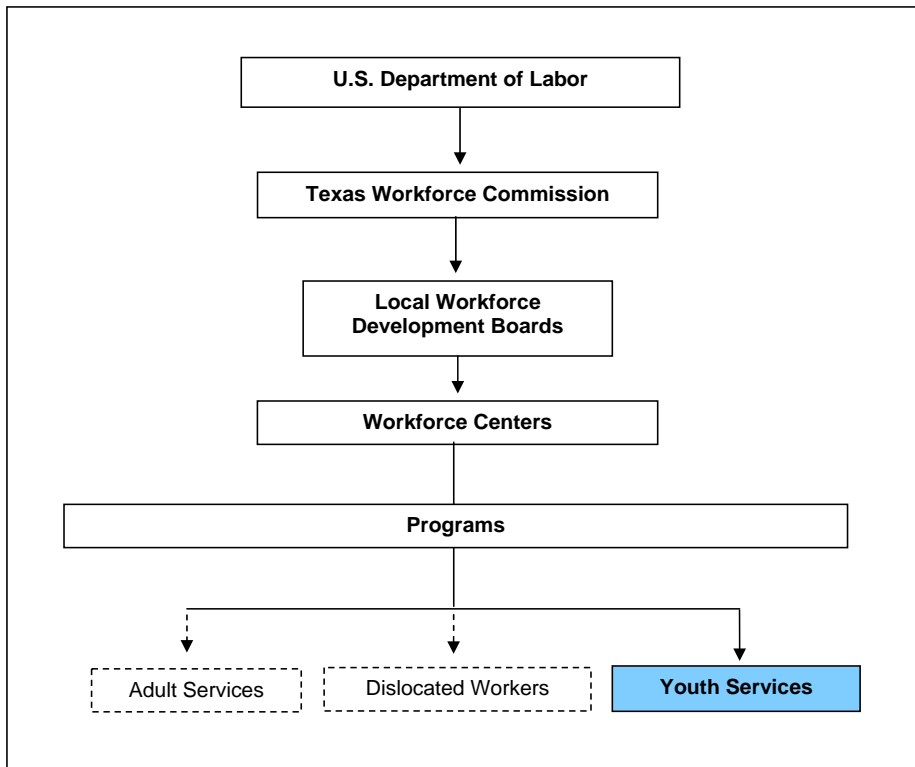 U.S. Department of Labor
Texas Workforce Commission
Local Workforce
Development Boards
Workforce Centers
Programs
Adult Services
Dislocated Workers
Youth Services